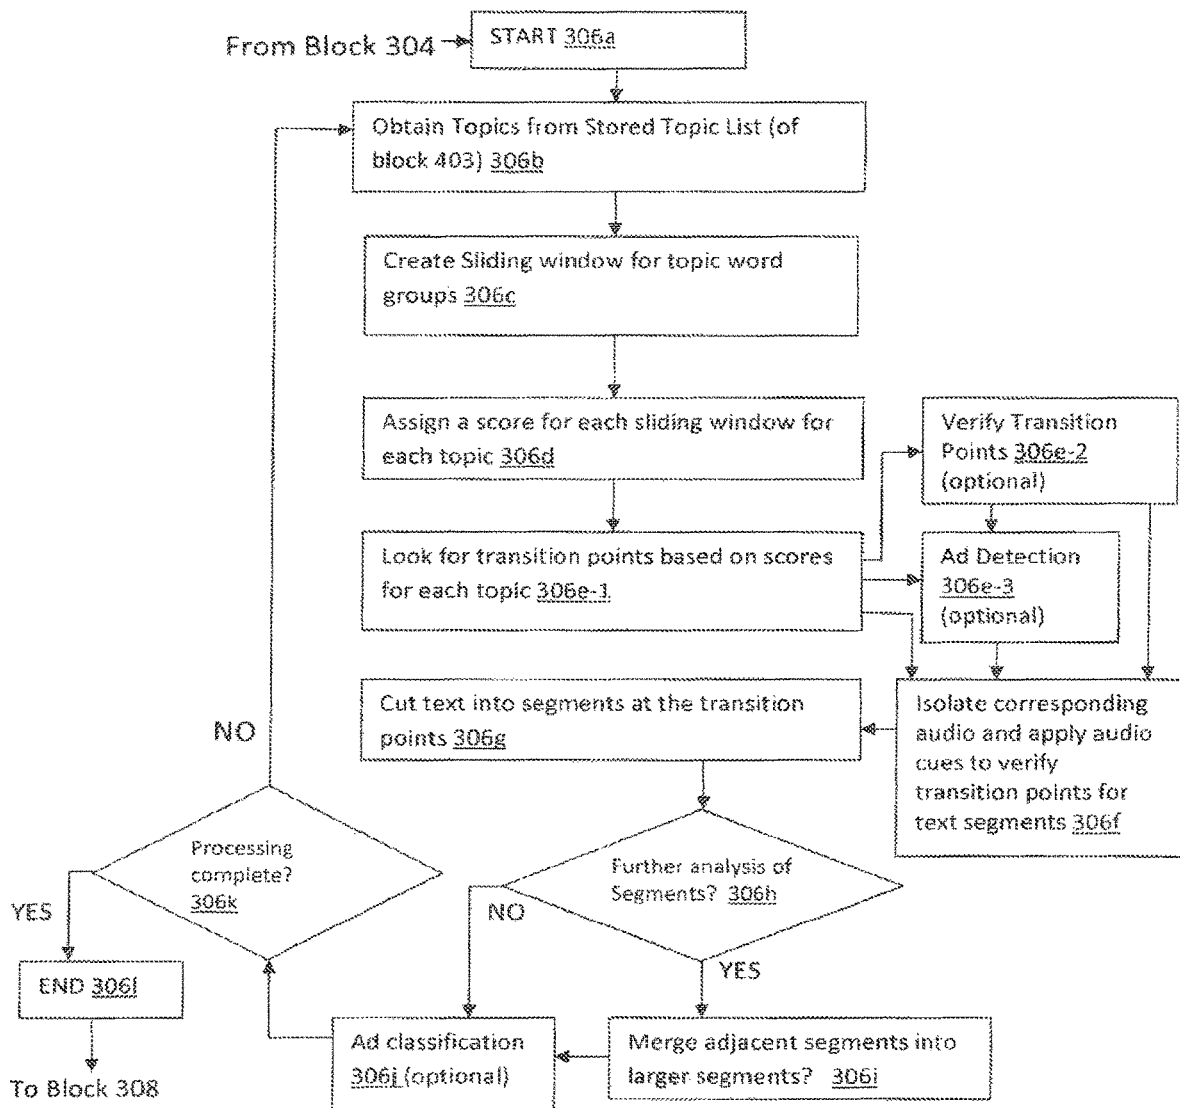 From Block 304
START 306a
Obtain Topics from Stored Topic List (of
block 403) 306b
Create Sliding window for topic word
groups 306c
Assign a score for each sliding window for
each topic 306d
Verify Transition
Points 306e-2
(optional)
Look for transition points based on scores
for each topic 306e-1
Ad Detection
306e-3
(optional)
Cut text into segments at the transition
points 306g
Isolate corresponding
audio and apply audio
cues to verify
transition points for
text segments 306f
NO
Processing
complete?
306k
Further analysis of
Segments? 306h
YES
NO
YES
END 306l
Ad classification
306j (optional)
Merge adjacent segments into
larger segments? 306i
To Block 308